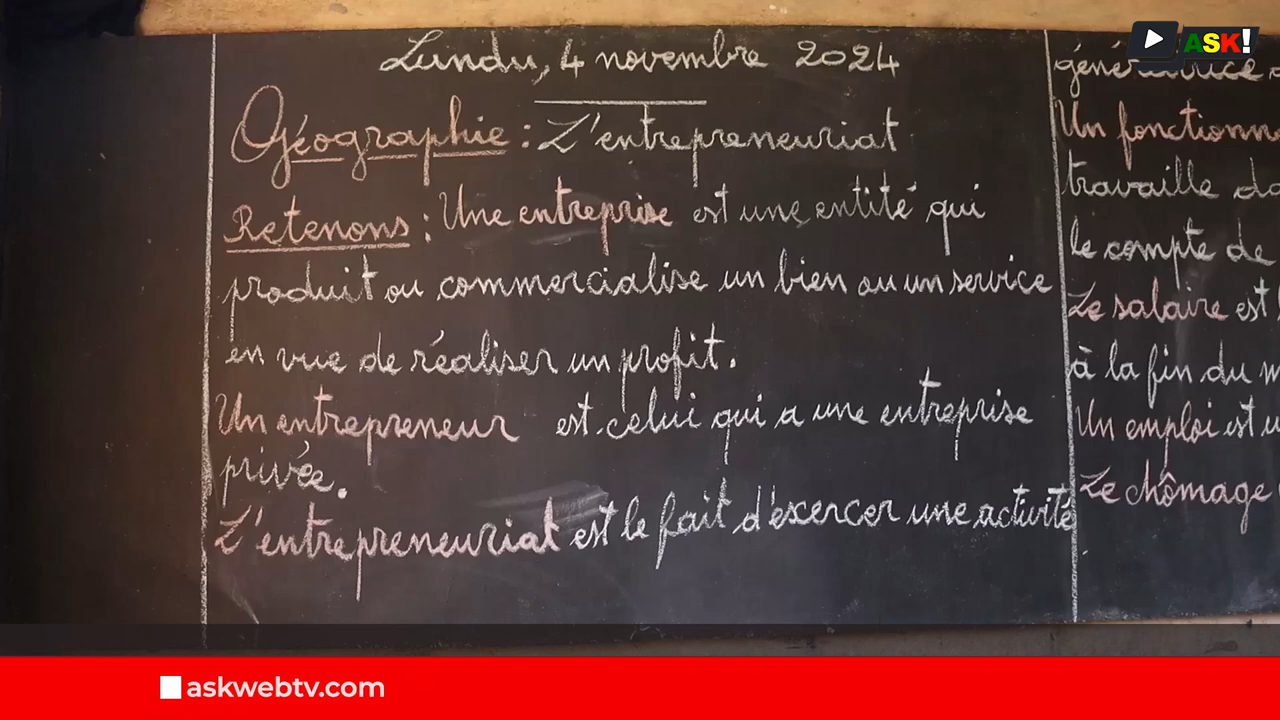 Lundu, 4 novembre 2024
Géographie : L'entrepreneuriat
Retenons : Une entreprise est une entité qui
produit ou commercialise un bien ou un service
en vue de réaliser un profit.
Un entrepreneur est celui qui a une entreprise
privée.
L'entrepreneuriat est le fait d'exercer une activité
génératrice
Un
travaille
le compte de
Le salaire est
à la fin du
Un emploi est
Le chômage
ASK!
askwebtv.com